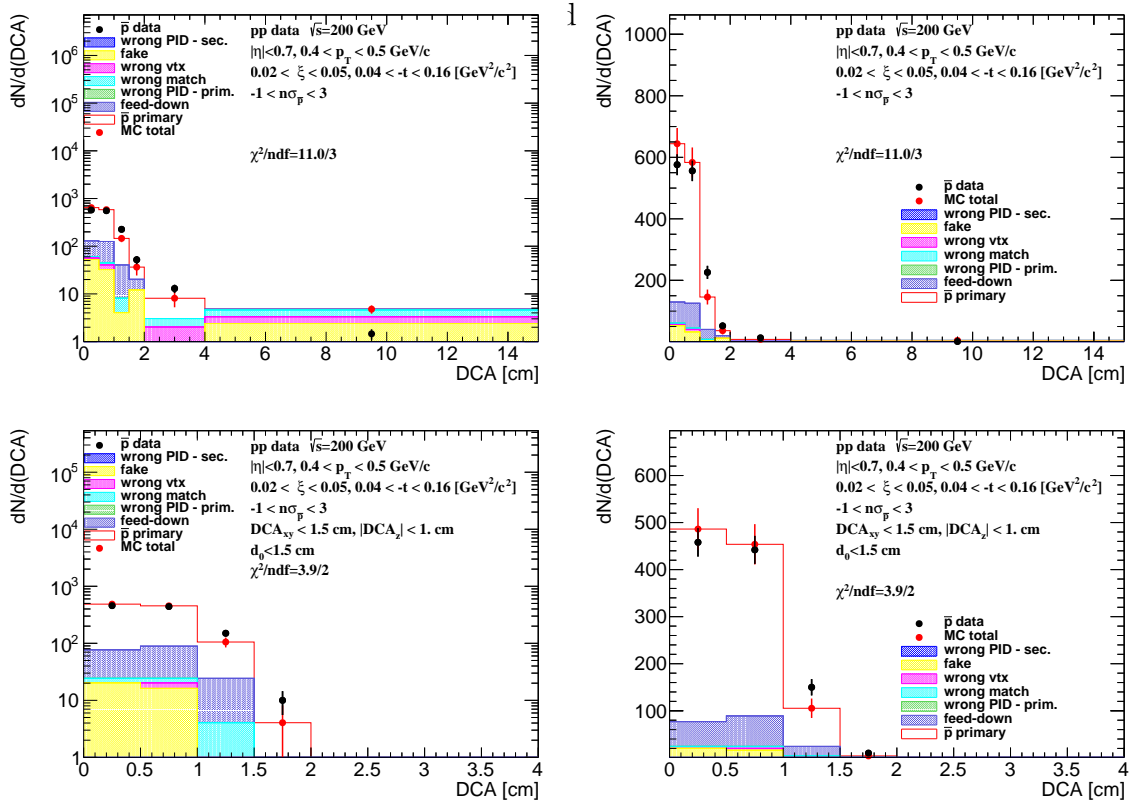 d
dN/d(DCA)
10⁶
10⁵
10⁴
10³
10²
10
1
p̅ data
wrong PID - sec.
fake
wrong vtx
wrong match
wrong PID - prim.
feed-down
p̅ primary
MC total
pp data √s=200 GeV
|η|<0.7, 0.4 < p_T < 0.5 GeV/c
0.02 < ξ < 0.05, 0.04 < -t < 0.16 [GeV²/c²]
-1 < nσ_p̅ < 3
χ²/ndf=11.0/3
0 2 4 6 8 10 12 14
DCA [cm]
dN/d(DCA)
1000
800
600
400
200
pp data √s=200 GeV
|η|<0.7, 0.4 < p_T < 0.5 GeV/c
0.02 < ξ < 0.05, 0.04 < -t < 0.16 [GeV²/c²]
-1 < nσ_p̅ < 3
χ²/ndf=11.0/3
p̅ data
MC total
wrong PID - sec.
fake
wrong vtx
wrong match
wrong PID - prim.
feed-down
p̅ primary
0 2 4 6 8 10 12 14
DCA [cm]
dN/d(DCA)
10⁵
10⁴
10³
10²
10
1
p̅ data
wrong PID - sec.
fake
wrong vtx
wrong match
wrong PID - prim.
feed-down
p̅ primary
MC total
pp data √s=200 GeV
|η|<0.7, 0.4 < p_T < 0.5 GeV/c
0.02 < ξ < 0.05, 0.04 < -t < 0.16 [GeV²/c²]
-1 < nσ_p̅ < 3
DCA_xy < 1.5 cm, |DCA_z| < 1. cm
d₀<1.5 cm
χ²/ndf=3.9/2
0 0.5 1 1.5 2 2.5 3 3.5 4
DCA [cm]
dN/d(DCA)
600
500
400
300
200
100
pp data √s=200 GeV
|η|<0.7, 0.4 < p_T < 0.5 GeV/c
0.02 < ξ < 0.05, 0.04 < -t < 0.16 [GeV²/c²]
-1 < nσ_p̅ < 3
DCA_xy < 1.5 cm, |DCA_z| < 1. cm
d₀<1.5 cm
χ²/ndf=3.9/2
p̅ data
MC total
wrong PID - sec.
fake
wrong vtx
wrong match
wrong PID - prim.
feed-down
p̅ primary
0 0.5 1 1.5 2 2.5 3 3.5 4
DCA [cm]